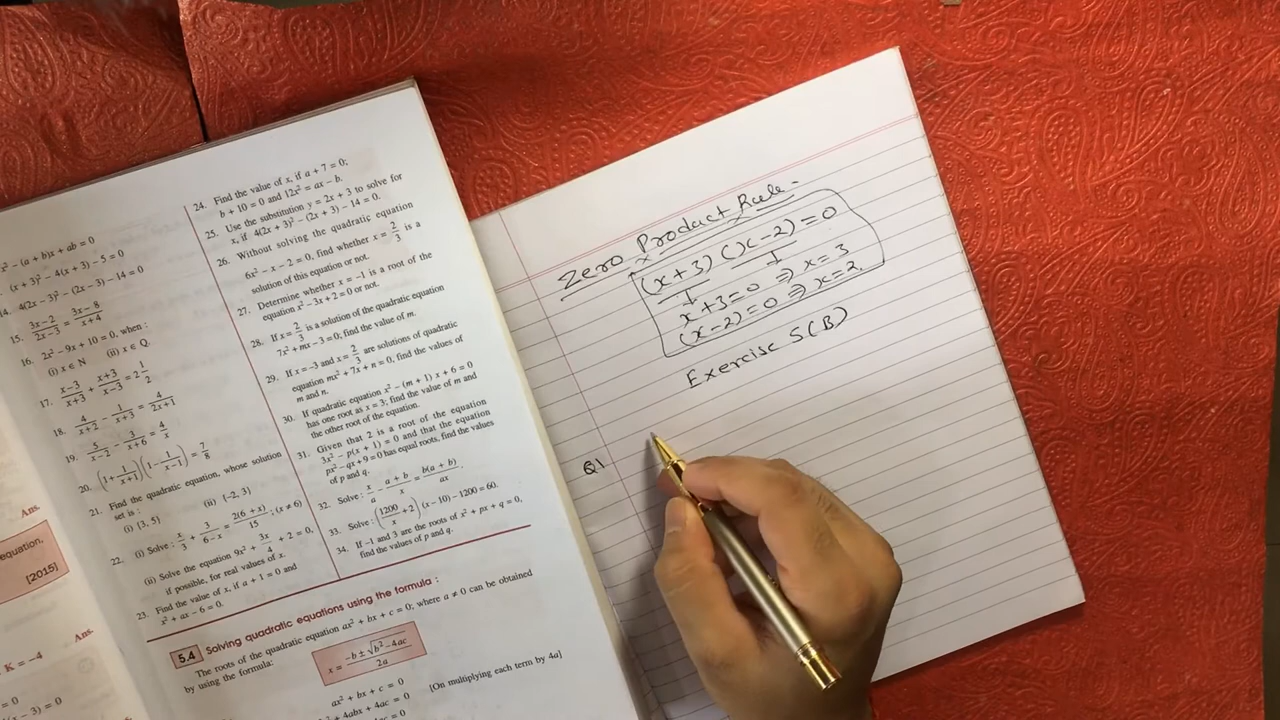 x² – (a + b)x + ab = 0
(x + 3)² – 4(x + 3) – 5 = 0
4(2x – 3)² – (2x – 3) – 14 = 0
15. (3x – 2)/(2x – 3) = (3x – 8)/(x + 4)
16. 2x² – 9x + 10 = 0, when :
(i) x ∈ N (ii) x ∈ Q.
17. (x – 3)/(x + 3) + (x + 3)/(x – 3) = 2 1/2
18. 4/(x + 2) – 1/(x + 3) = 4/(2x + 1)
19. 5/(x – 2) – 3/(x + 6) = 4/x
20. (1 + 1/(x + 1))(1 – 1/(x – 1)) = 7/8
21. Find the quadratic equation, whose solution
set is :
(i) {3, 5} (ii) {–2, 3}
22. (i) Solve : x/3 + 3/(6 – x) = 2(6 + x)/15 ; (x ≠ 6)
(ii) Solve the equation 9x² + 3x/4 + 2 = 0,
if possible, for real values of x.
23. Find the value of x, if a + 1 = 0 and
x² + ax – 6 = 0.
24. Find the value of x, if a + 7 = 0;
b + 10 = 0 and 12x² = ax – b.
25. Use the substitution y = 2x + 3 to solve for
x, if 4(2x + 3)² – (2x + 3) – 14 = 0.
26. Without solving the quadratic equation
6x² – x – 2 = 0, find whether x = 2/3 is a
solution of this equation or not.
27. Determine whether x = –1 is a root of the
equation x² – 3x + 2 = 0 or not.
28. If x = 2/3 is a solution of the quadratic equation
7x² + mx – 3 = 0; find the value of m.
29. If x = –3 and x = 2/3 are solutions of quadratic
equation mx² + 7x + n = 0, find the values of
m and n.
30. If quadratic equation x² – (m + 1) x + 6 = 0
has one root as x = 3; find the value of m and
the other root of the equation.
31. Given that 2 is a root of the equation
3x² – p(x + 1) = 0 and that the equation
px² – qx + 9 = 0 has equal roots, find the values
of p and q.
32. Solve : x/a – (a + b)/x = b(a + b)/ax.
33. Solve : (1200/x + 2) (x – 10) – 1200 = 60.
34. If –1 and 3 are the roots of x² + px + q = 0,
find the values of p and q.
5.4 Solving quadratic equations using the formula :
The roots of the quadratic equation ax² + bx + c = 0; where a ≠ 0 can be obtained
by using the formula:
x = (–b ± √(b² – 4ac))/2a
ax² + bx + c = 0
+ 4abx + 4ac = 0 [On multiplying each term by 4a]
Ans.
equation,
[2015]
Ans.
K = –4
= 0
x – 3) = 0
Zero Product Rule -
(x+3) (x-2) = 0
x+3=0 ⇒ x = 3
(x-2) = 0 ⇒ x=2.
Exercise 5(B)
Q1